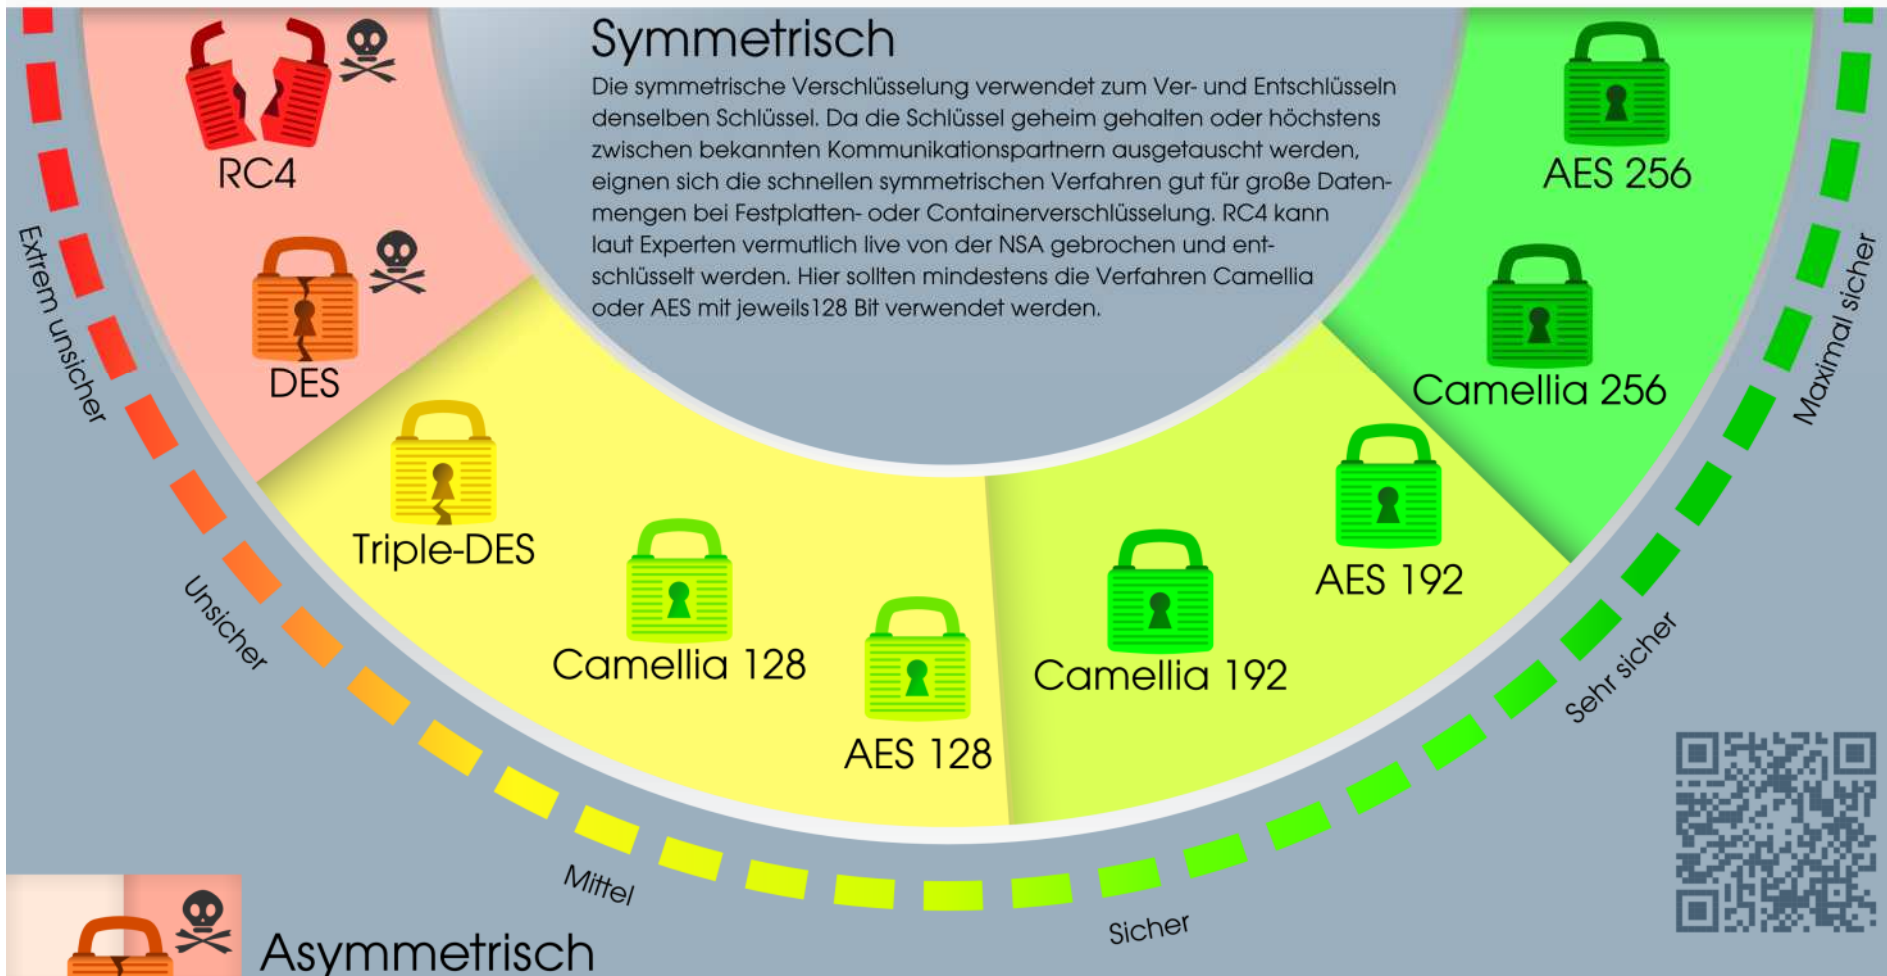 Symmetrisch
Die symmetrische Verschlüsselung verwendet zum Ver- und Entschlüsseln
denselben Schlüssel. Da die Schlüssel geheim gehalten oder höchstens
zwischen bekannten Kommunikationspartnern ausgetauscht werden,
eignen sich die schnellen symmetrischen Verfahren gut für große Daten-
mengen bei Festplatten- oder Containerverschlüsselung. RC4 kann
laut Experten vermutlich live von der NSA gebrochen und ent-
schlüsselt werden. Hier sollten mindestens die Verfahren Camellia
oder AES mit jeweils128 Bit verwendet werden.
RC4
DES
Triple-DES
Camellia 128
AES 128
Camellia 192
AES 192
Camellia 256
AES 256
Extrem unsicher
Unsicher
Mittel
Sicher
Sehr sicher
Maximal sicher
Asymmetrisch